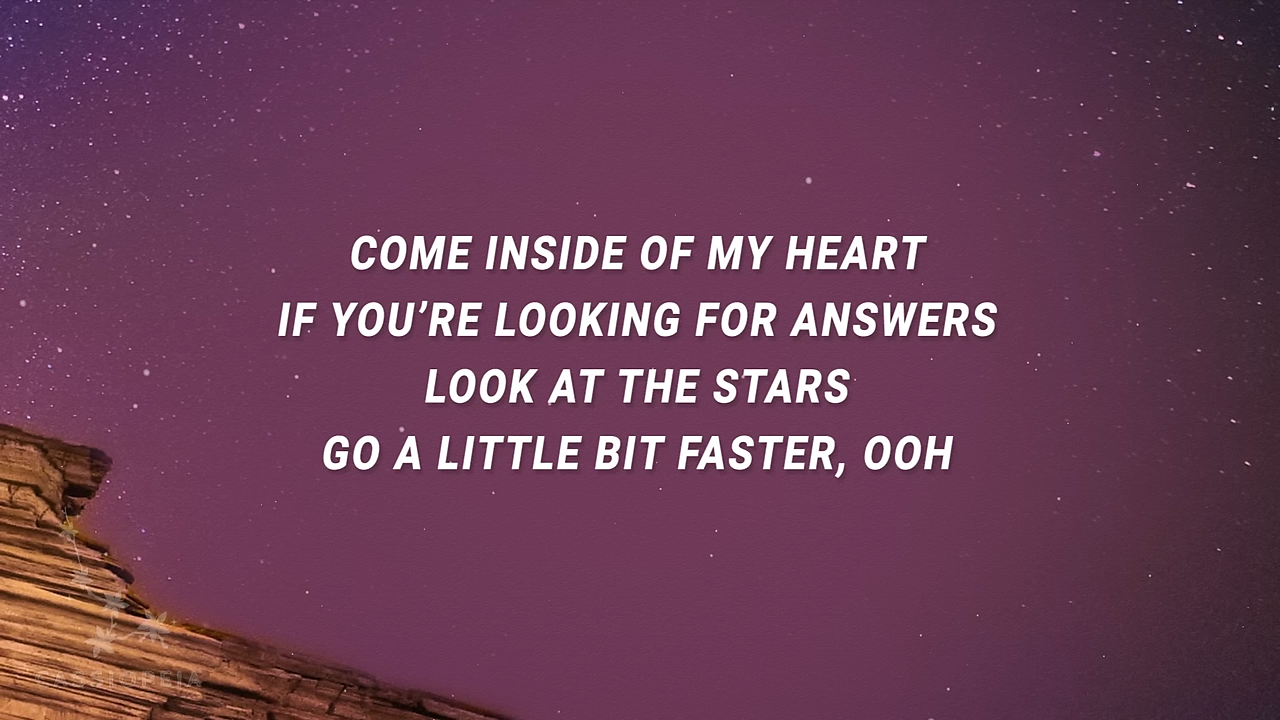 COME INSIDE OF MY HEART
IF YOU’RE LOOKING FOR ANSWERS
LOOK AT THE STARS
GO A LITTLE BIT FASTER, OOH
CASSIOPEIA